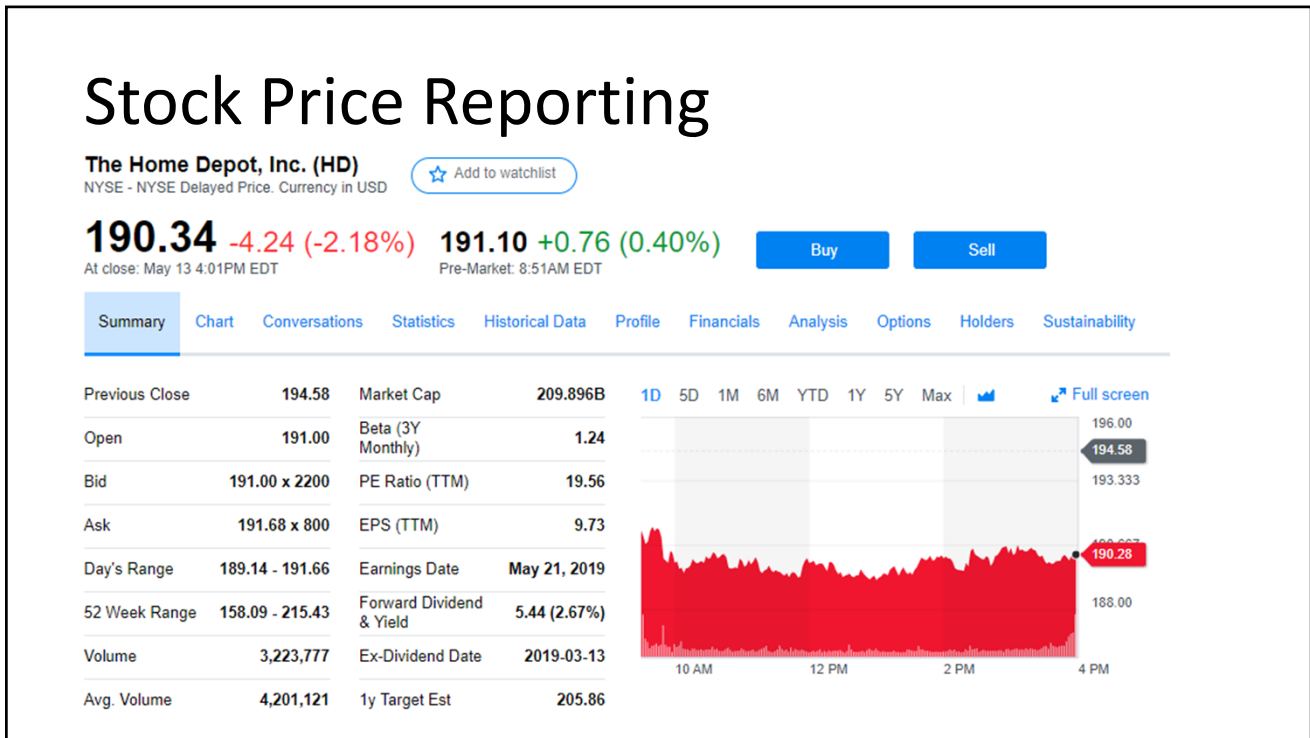 Stock Price Reporting
The Home Depot, Inc. (HD)
NYSE - NYSE Delayed Price. Currency in USD
Add to watchlist
190.34 -4.24 (-2.18%)
At close: May 13 4:01PM EDT
191.10 +0.76 (0.40%)
Pre-Market: 8:51AM EDT
Buy
Sell
Summary Chart Conversations Statistics Historical Data Profile Financials Analysis Options Holders Sustainability
Previous Close 194.58
Open 191.00
Bid 191.00 x 2200
Ask 191.68 x 800
Day's Range 189.14 - 191.66
52 Week Range 158.09 - 215.43
Volume 3,223,777
Avg. Volume 4,201,121
Market Cap 209.896B
Beta (3Y
Monthly) 1.24
PE Ratio (TTM) 19.56
EPS (TTM) 9.73
Earnings Date May 21, 2019
Forward Dividend
& Yield 5.44 (2.67%)
Ex-Dividend Date 2019-03-13
1y Target Est 205.86
1D 5D 1M 6M YTD 1Y 5Y Max Full screen
196.00
194.58
193.333
190.28
188.00
10 AM 12 PM 2 PM 4 PM